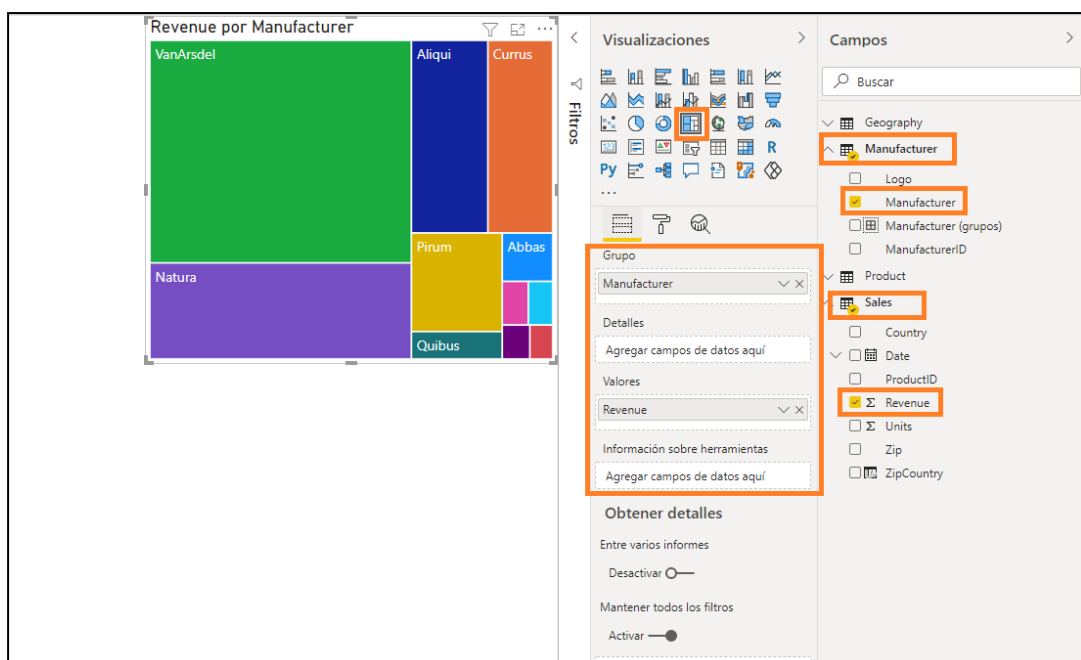 Revenue por Manufacturer
VanArsdel
Aliqui
Currus
Natura
Pirum
Abbas
Quibus
Filtros
Visualizaciones
123
R
Py
...
Grupo
Manufacturer
Detalles
Agregar campos de datos aquí
Valores
Revenue
Información sobre herramientas
Agregar campos de datos aquí
Obtener detalles
Entre varios informes
Desactivar
Mantener todos los filtros
Activar
Campos
Buscar
Geography
Manufacturer
Logo
Manufacturer
Manufacturer (grupos)
ManufacturerID
Product
Sales
Country
Date
ProductID
Σ Revenue
Σ Units
Zip
ZipCountry